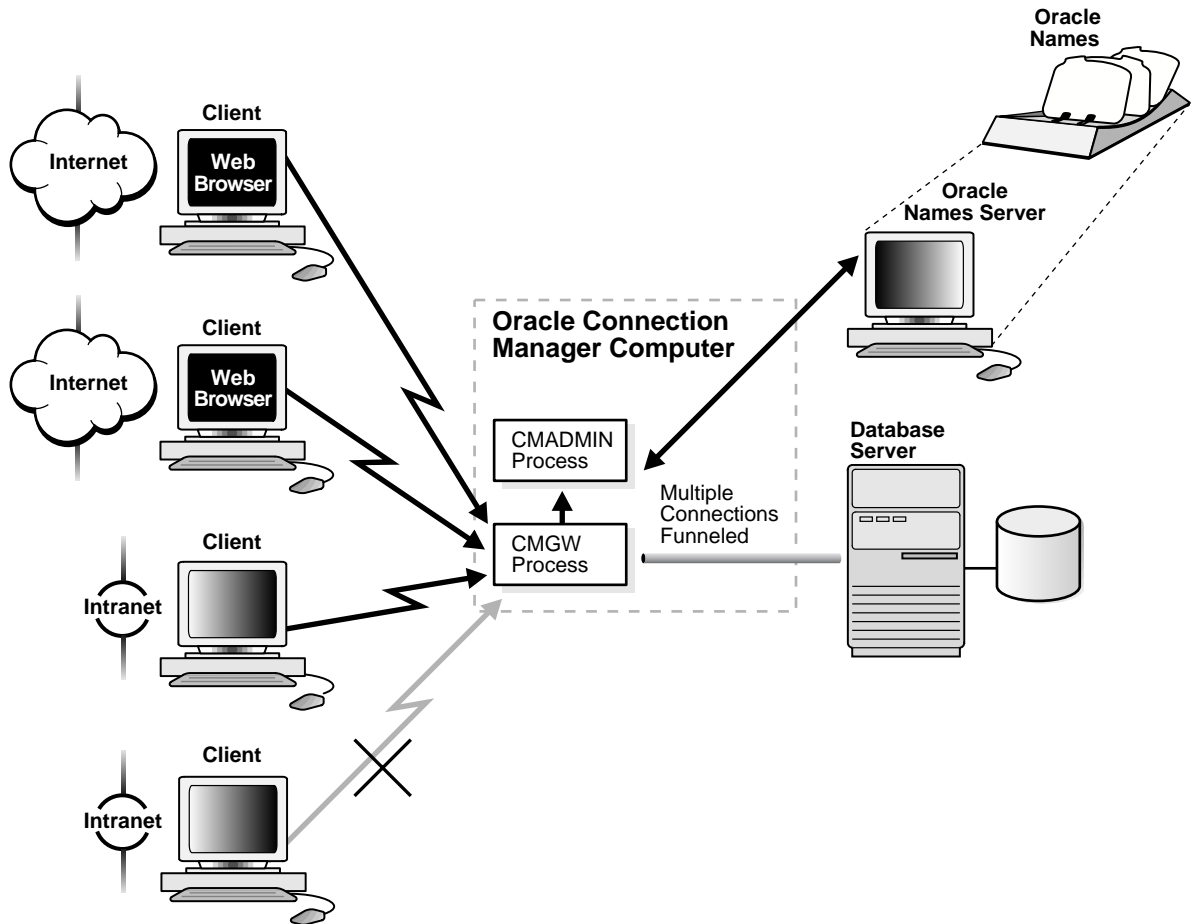 Oracle
Names
Client
Internet
Web
Browser
Oracle
Names Server
Client
Internet
Web
Browser
Oracle Connection
Manager Computer
CMADMIN
Process
Database
Server
Multiple
Connections
Funneled
CMGW
Process
Client
Intranet
Client
Intranet